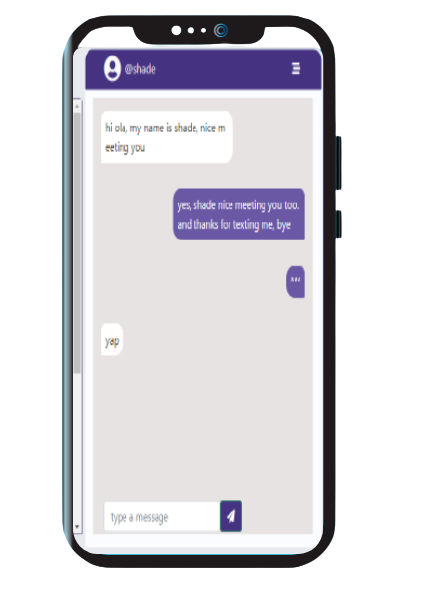 @shade
hi ola, my name is shade, nice m
eeting you
yes, shade nice meeting you too.
and thanks for texting me, bye
yap
type a message